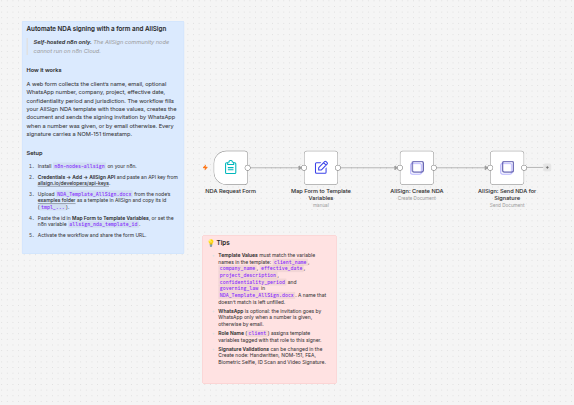 Automate NDA signing with a form and AllSign
Self-hosted n8n only. The AllSign community node
cannot run on n8n Cloud.
How it works
A web form collects the client's name, email, optional
WhatsApp number, company, project, effective date,
confidentiality period and jurisdiction. The workflow fills
your AllSign NDA template with those values, creates the
document and sends the signing invitation by WhatsApp
when a number was given, or by email otherwise. Every
signature carries a NOM-151 timestamp.
Setup
1. Install n8n-nodes-allsign on your n8n.
2. Credentials → Add → AllSign API and paste an API key from
allsign.io/developers/api-keys.
3. Upload NDA_Template_AllSign.docx from the node's
examples folder as a template in AllSign and copy its id
(tmpl_...).
4. Paste the id in Map Form to Template Variables, or set the
n8n variable allsign_nda_template_id.
5. Activate the workflow and share the form URL.
NDA Request Form
Map Form to Template
Variables
manual
AllSign: Create NDA
Create Document
AllSign: Send NDA for
Signature
Send Document
💡 Tips
Template Values must match the variable
names in the template: client_name,
company_name, effective_date,
project_description,
confidentiality_period and
governing_law in
NDA_Template_AllSign.docx. A name that
doesn't match is left unfilled.
WhatsApp is optional: the invitation goes by
WhatsApp only when a number is given,
otherwise by email.
Role Name (client) assigns template
variables tagged with that role to this signer.
Signature Validations can be changed in the
Create node: Handwritten, NOM-151, FEA,
Biometric Selfie, ID Scan and Video Signature.